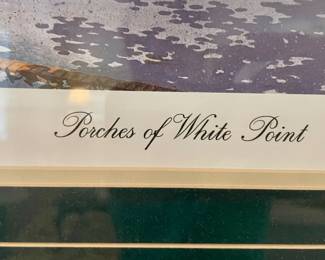 Porches of White Point